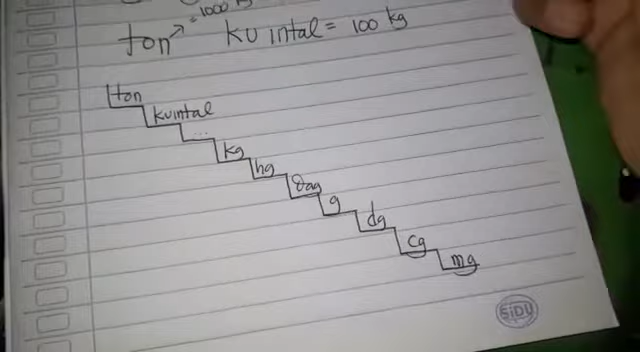 = 1000 kg
ton kuintal = 100 kg
ton
kuintal
...
kg
hg
dag
g
dg
cg
mg
SiDU